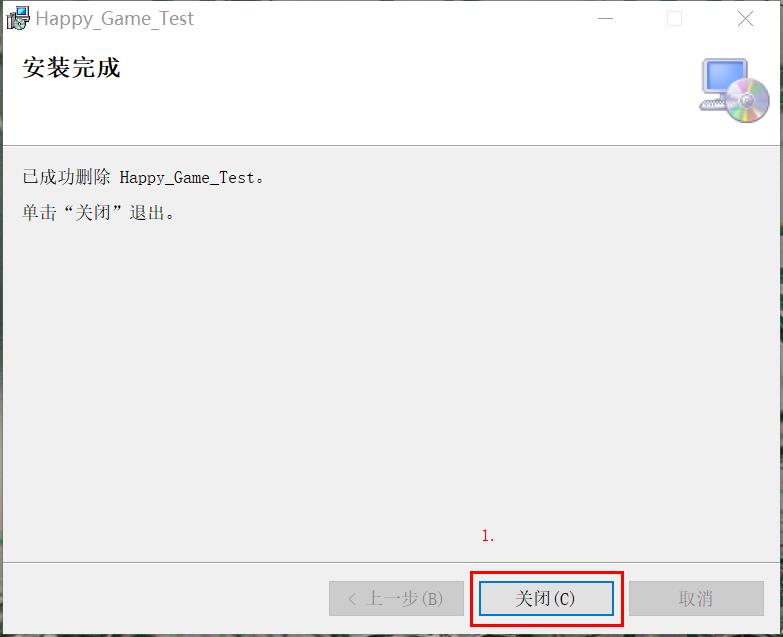 Happy_Game_Test
安装完成
已成功删除 Happy_Game_Test。
单击“关闭”退出。
1.
< 上一步(B)
关闭(C)
取消